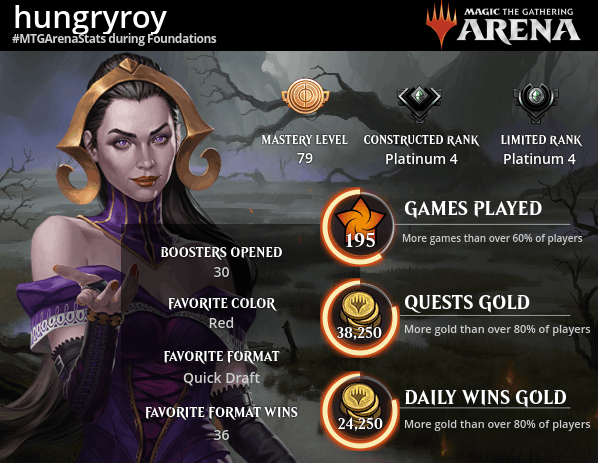 hungryroy
#MTGArenaStats during Foundations
MAGIC THE GATHERING
ARENA
MASTERY LEVEL
79
CONSTRUCTED RANK
Platinum 4
LIMITED RANK
Platinum 4
GAMES PLAYED
195
More games than over 60% of players
BOOSTERS OPENED
30
FAVORITE COLOR
Red
QUESTS GOLD
38,250
More gold than over 80% of players
FAVORITE FORMAT
Quick Draft
FAVORITE FORMAT WINS
36
DAILY WINS GOLD
24,250
More gold than over 80% of players